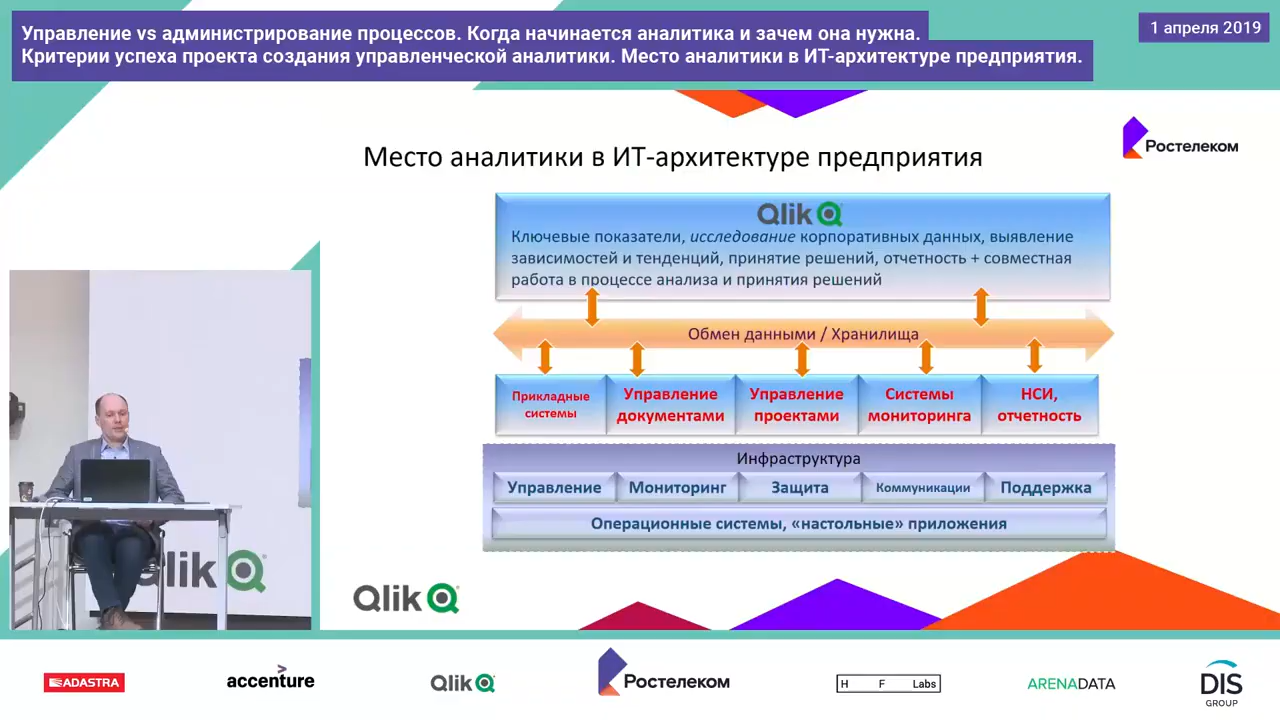 Управление vs администрирование процессов. Когда начинается аналитика и зачем она нужна.
Критерии успеха проекта создания управленческой аналитики. Место аналитики в ИТ-архитектуре предприятия.
1 апреля 2019
Ростелеком
Место аналитики в ИТ-архитектуре предприятия
Qlik
Ключевые показатели, исследование корпоративных данных, выявление
зависимостей и тенденций, принятие решений, отчетность + совместная
работа в процессе анализа и принятия решений
Обмен данными / Хранилища
Прикладные системы
Управление документами
Управление проектами
Системы мониторинга
НСИ, отчетность
Инфраструктура
Управление
Мониторинг
Защита
Коммуникации
Поддержка
Операционные системы, «настольные» приложения
Qlik
Qlik
ADASTRA
accenture
Qlik
Ростелеком
H F Labs
ARENADATA
DIS
GROUP